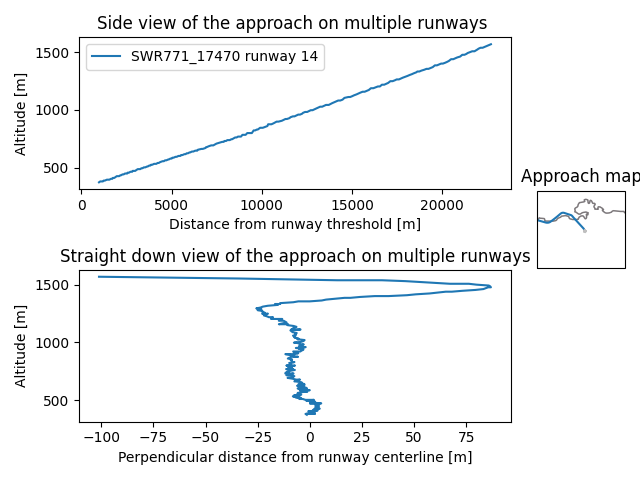 Side view of the approach on multiple runways
1500
1000
500
Altitude [m]
SWR771_17470 runway 14
0
5000
10000
15000
20000
Distance from runway threshold [m]
Approach map
Straight down view of the approach on multiple runways
1500
1000
500
Altitude [m]
−100
−75
−50
−25
0
25
50
75
Perpendicular distance from runway centerline [m]